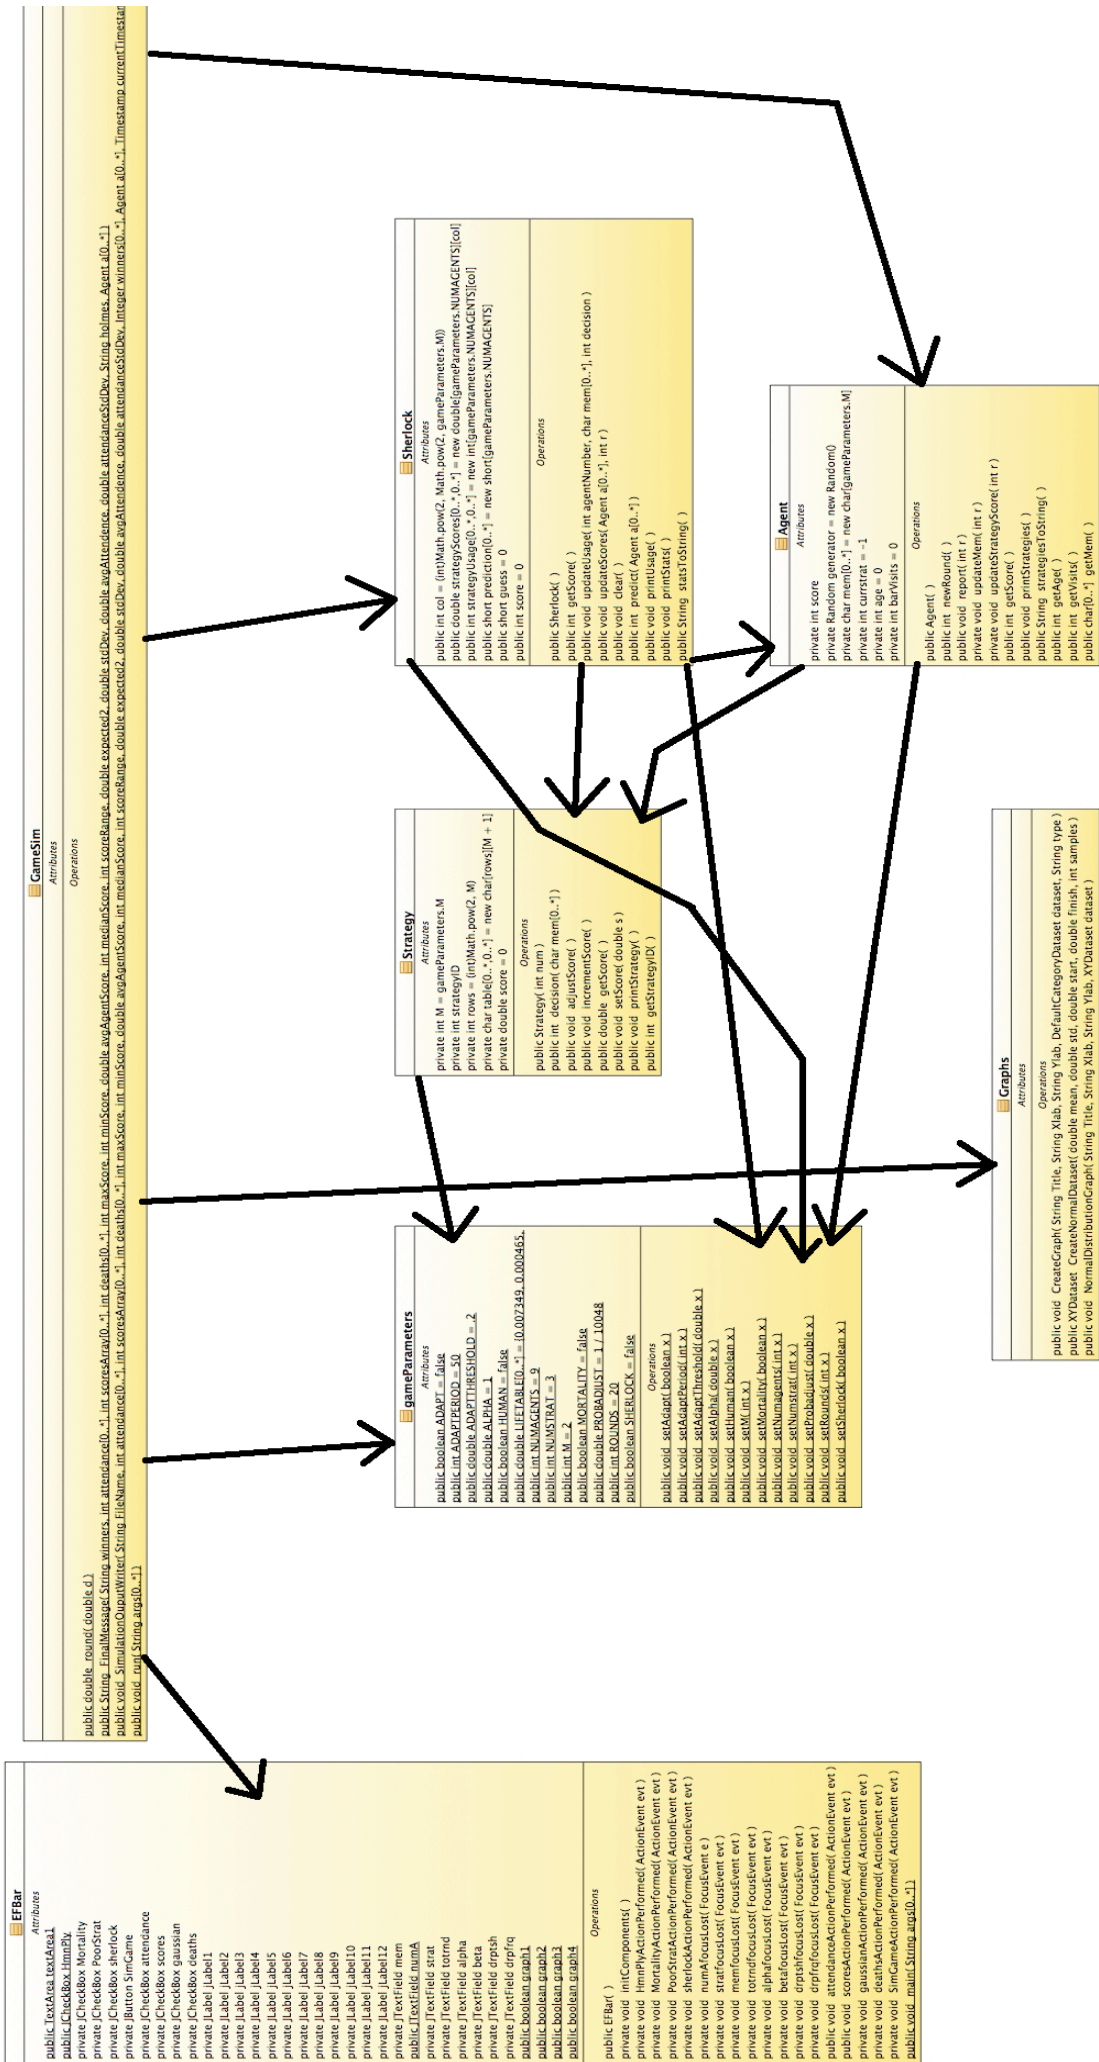 GameSim
Attributes
Operations
public double round( double d )
public String FinalMessage( String winners, int attendance[0..*], int scoresArray[0..*], int deaths[0..*], int maxScore, int minScore, double avgAgentScore, int medianScore, int scoreRange, double expected2, double stdDev, double avgAttendence, double attendanceStdDev, String holmes, Agent a[0..*] )
public void SimulationOuputWriter( String FileName, int attendance[0..*], int scoresArray[0..*], int deaths[0..*], int maxScore, int minScore, double avgAgentScore, int medianScore, int scoreRange, double expected2, double stdDev, double avgAttendence, double attendanceStdDev, Integer winners[0..*], Agent a[0..*], Timestamp currentTimestar
public void run( String args[0..*] )
EFBar
Attributes
public TextArea textArea1
public JCheckBox HmnPly
private JCheckBox Mortality
private JCheckBox PoorStrat
private JCheckBox sherlock
private JButton SimGame
private JCheckBox attendance
private JCheckBox scores
private JCheckBox gaussian
private JCheckBox deaths
private JLabel jLabel1
private JLabel jLabel2
private JLabel jLabel3
private JLabel jLabel4
private JLabel jLabel5
private JLabel jLabel6
private JLabel jLabel7
private JLabel jLabel8
private JLabel jLabel9
private JLabel jLabel10
private JLabel jLabel11
private JLabel jLabel12
private JTextField mem
public JTextField numA
private JTextField strat
private JTextField totrnd
private JTextField alpha
private JTextField beta
private JTextField drptsh
private JTextField drpfrq
public boolean graph1
public boolean graph2
public boolean graph3
public boolean graph4
Operations
public EFBar( )
private void initComponents( )
private void HmnPlyActionPerformed( ActionEvent evt )
private void MortalityActionPerformed( ActionEvent evt )
private void PoorStratActionPerformed( ActionEvent evt )
private void sherlockActionPerformed( ActionEvent evt )
private void numAfocusLost( FocusEvent e )
private void stratfocusLost( FocusEvent evt )
private void memfocusLost( FocusEvent evt )
private void totrndfocusLost( FocusEvent evt )
private void alphafocusLost( FocusEvent evt )
private void betafocusLost( FocusEvent evt )
private void drptshfocusLost( FocusEvent evt )
private void drpfrqfocusLost( FocusEvent evt )
public void attendanceActionPerformed( ActionEvent evt )
public void scoresActionPerformed( ActionEvent evt )
private void gaussianActionPerformed( ActionEvent evt )
private void deathsActionPerformed( ActionEvent evt )
private void SimGameActionPerformed( ActionEvent evt )
public void main( String args[0..*] )
gameParameters
Attributes
public boolean ADAPT = false
public int ADAPTPERIOD = 50
public double ADAPTTHRESHOLD = .2
public double ALPHA = 1
public boolean HUMAN = false
public double LIFETABLE[0..*] = {0.007349, 0.000465,
public int NUMAGENTS = 9
public int NUMSTRAT = 3
public int M = 2
public boolean MORTALITY = false
public double PROBADJUST = 1 / 10048
public int ROUNDS = 20
public boolean SHERLOCK = false
Operations
public void setAdapt( boolean x )
public void setAdaptPeriod( int x )
public void setAdaptThreshold( double x )
public void setAlpha( double x )
public void setHuman( boolean x )
public void setM( int x )
public void setMortality( boolean x )
public void setNumagents( int x )
public void setNumstrat( int x )
public void setProbadjust( double x )
public void setRounds( int x )
public void setSherlock( boolean x )
Strategy
Attributes
private int M = gameParameters.M
private int strategyID
private int rows = (int)Math.pow(2, M)
private char table[0..*,0..*] = new char[rows][M + 1]
private double score = 0
Operations
public Strategy( int num )
public int decision( char mem[0..*] )
public void adjustScore( )
public void incrementScore( )
public double getScore( )
public void setScore( double s )
public void printStrategy( )
public int getStrategyID( )
Sherlock
Attributes
public int col = (int)Math.pow(2, Math.pow(2, gameParameters.M))
public double strategyScores[0..*,0..*] = new double[gameParameters.NUMAGENTS][col]
public int strategyUsage[0..*,0..*] = new int[gameParameters.NUMAGENTS][col]
public short prediction[0..*] = new short[gameParameters.NUMAGENTS]
public short guess = 0
public int score = 0
Operations
public Sherlock( )
public int getScore( )
public void updateUsage( int agentNumber, char mem[0..*], int decision )
public void updateScores( Agent a[0..*], int r )
public void clear( )
public int predict( Agent a[0..*] )
public void printUsage( )
public void printStats( )
public String statsToString( )
Agent
Attributes
private int score
private Random generator = new Random()
private char mem[0..*] = new char[gameParameters.M]
private int currstrat = -1
private int age = 0
private int barVisits = 0
Operations
public Agent( )
public int newRound( )
public void report( int r )
private void updateMem( int r )
private void updateStrategyScore( int r )
public int getScore( )
public void printStrategies( )
public String strategiesToString( )
public int getAge( )
public int getVisits( )
public char[0..*] getMem( )
Graphs
Attributes
Operations
public void CreateGraph( String Title, String Xlab, String Ylab, DefaultCategoryDataset dataset, String type )
public XYDataset CreateNormalDataset( double mean, double std, double start, double finish, int samples )
public void NormalDistributionGraph( String Title, String Xlab, String Ylab, XYDataset dataset )